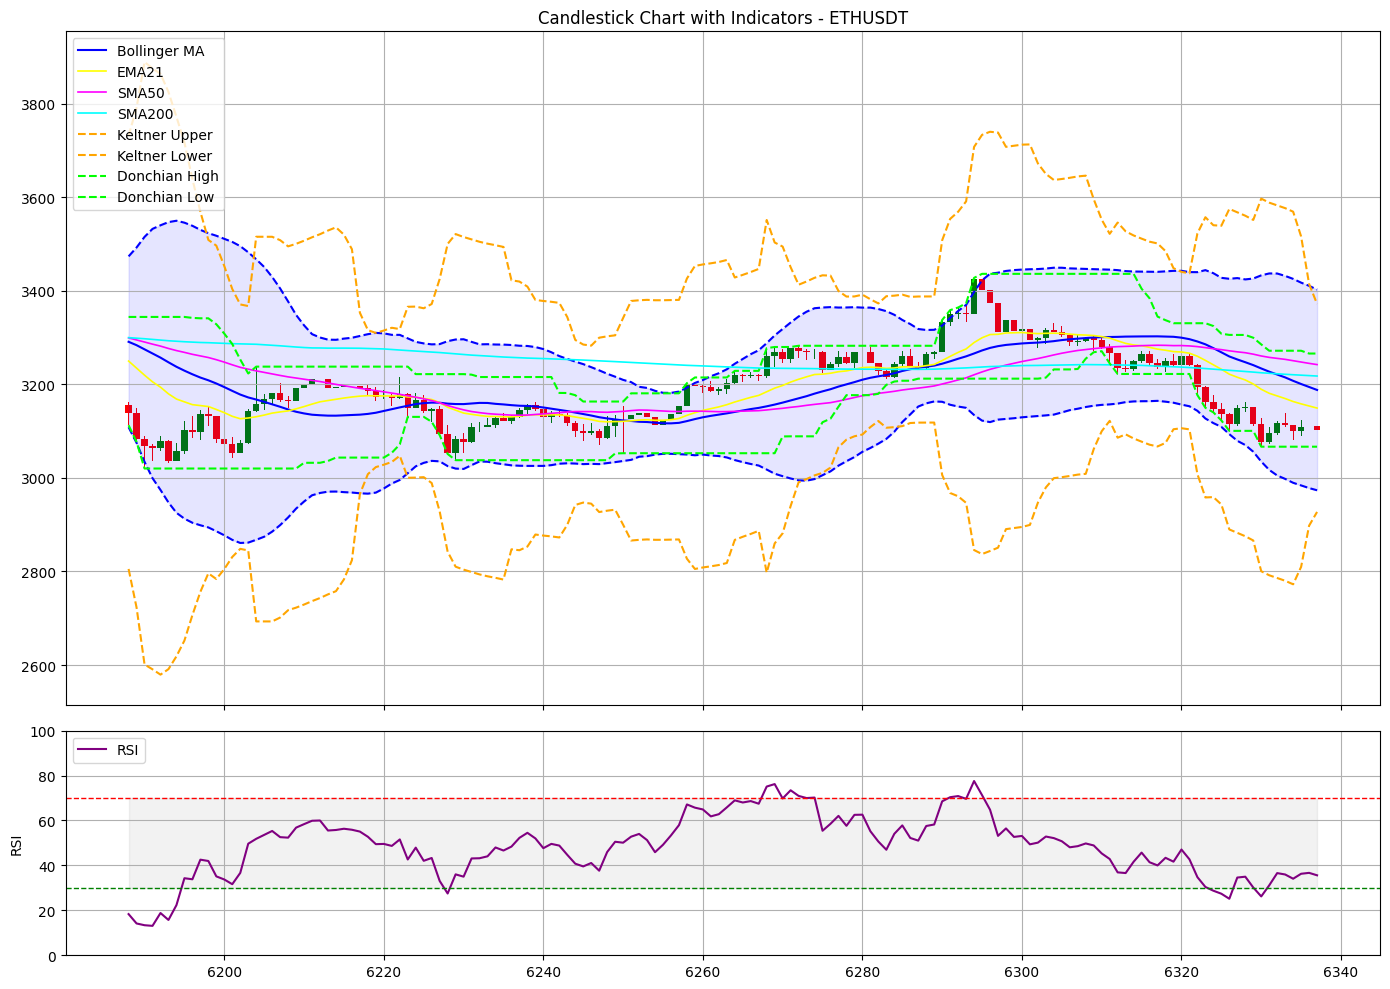 Candlestick Chart with Indicators - ETHUSDT
Bollinger MA
EMA21
SMA50
SMA200
Keltner Upper
Keltner Lower
Donchian High
Donchian Low
3800
3600
3400
3200
3000
2800
2600
RSI
100
80
60
40
20
0
RSI
6200
6220
6240
6260
6280
6300
6320
6340